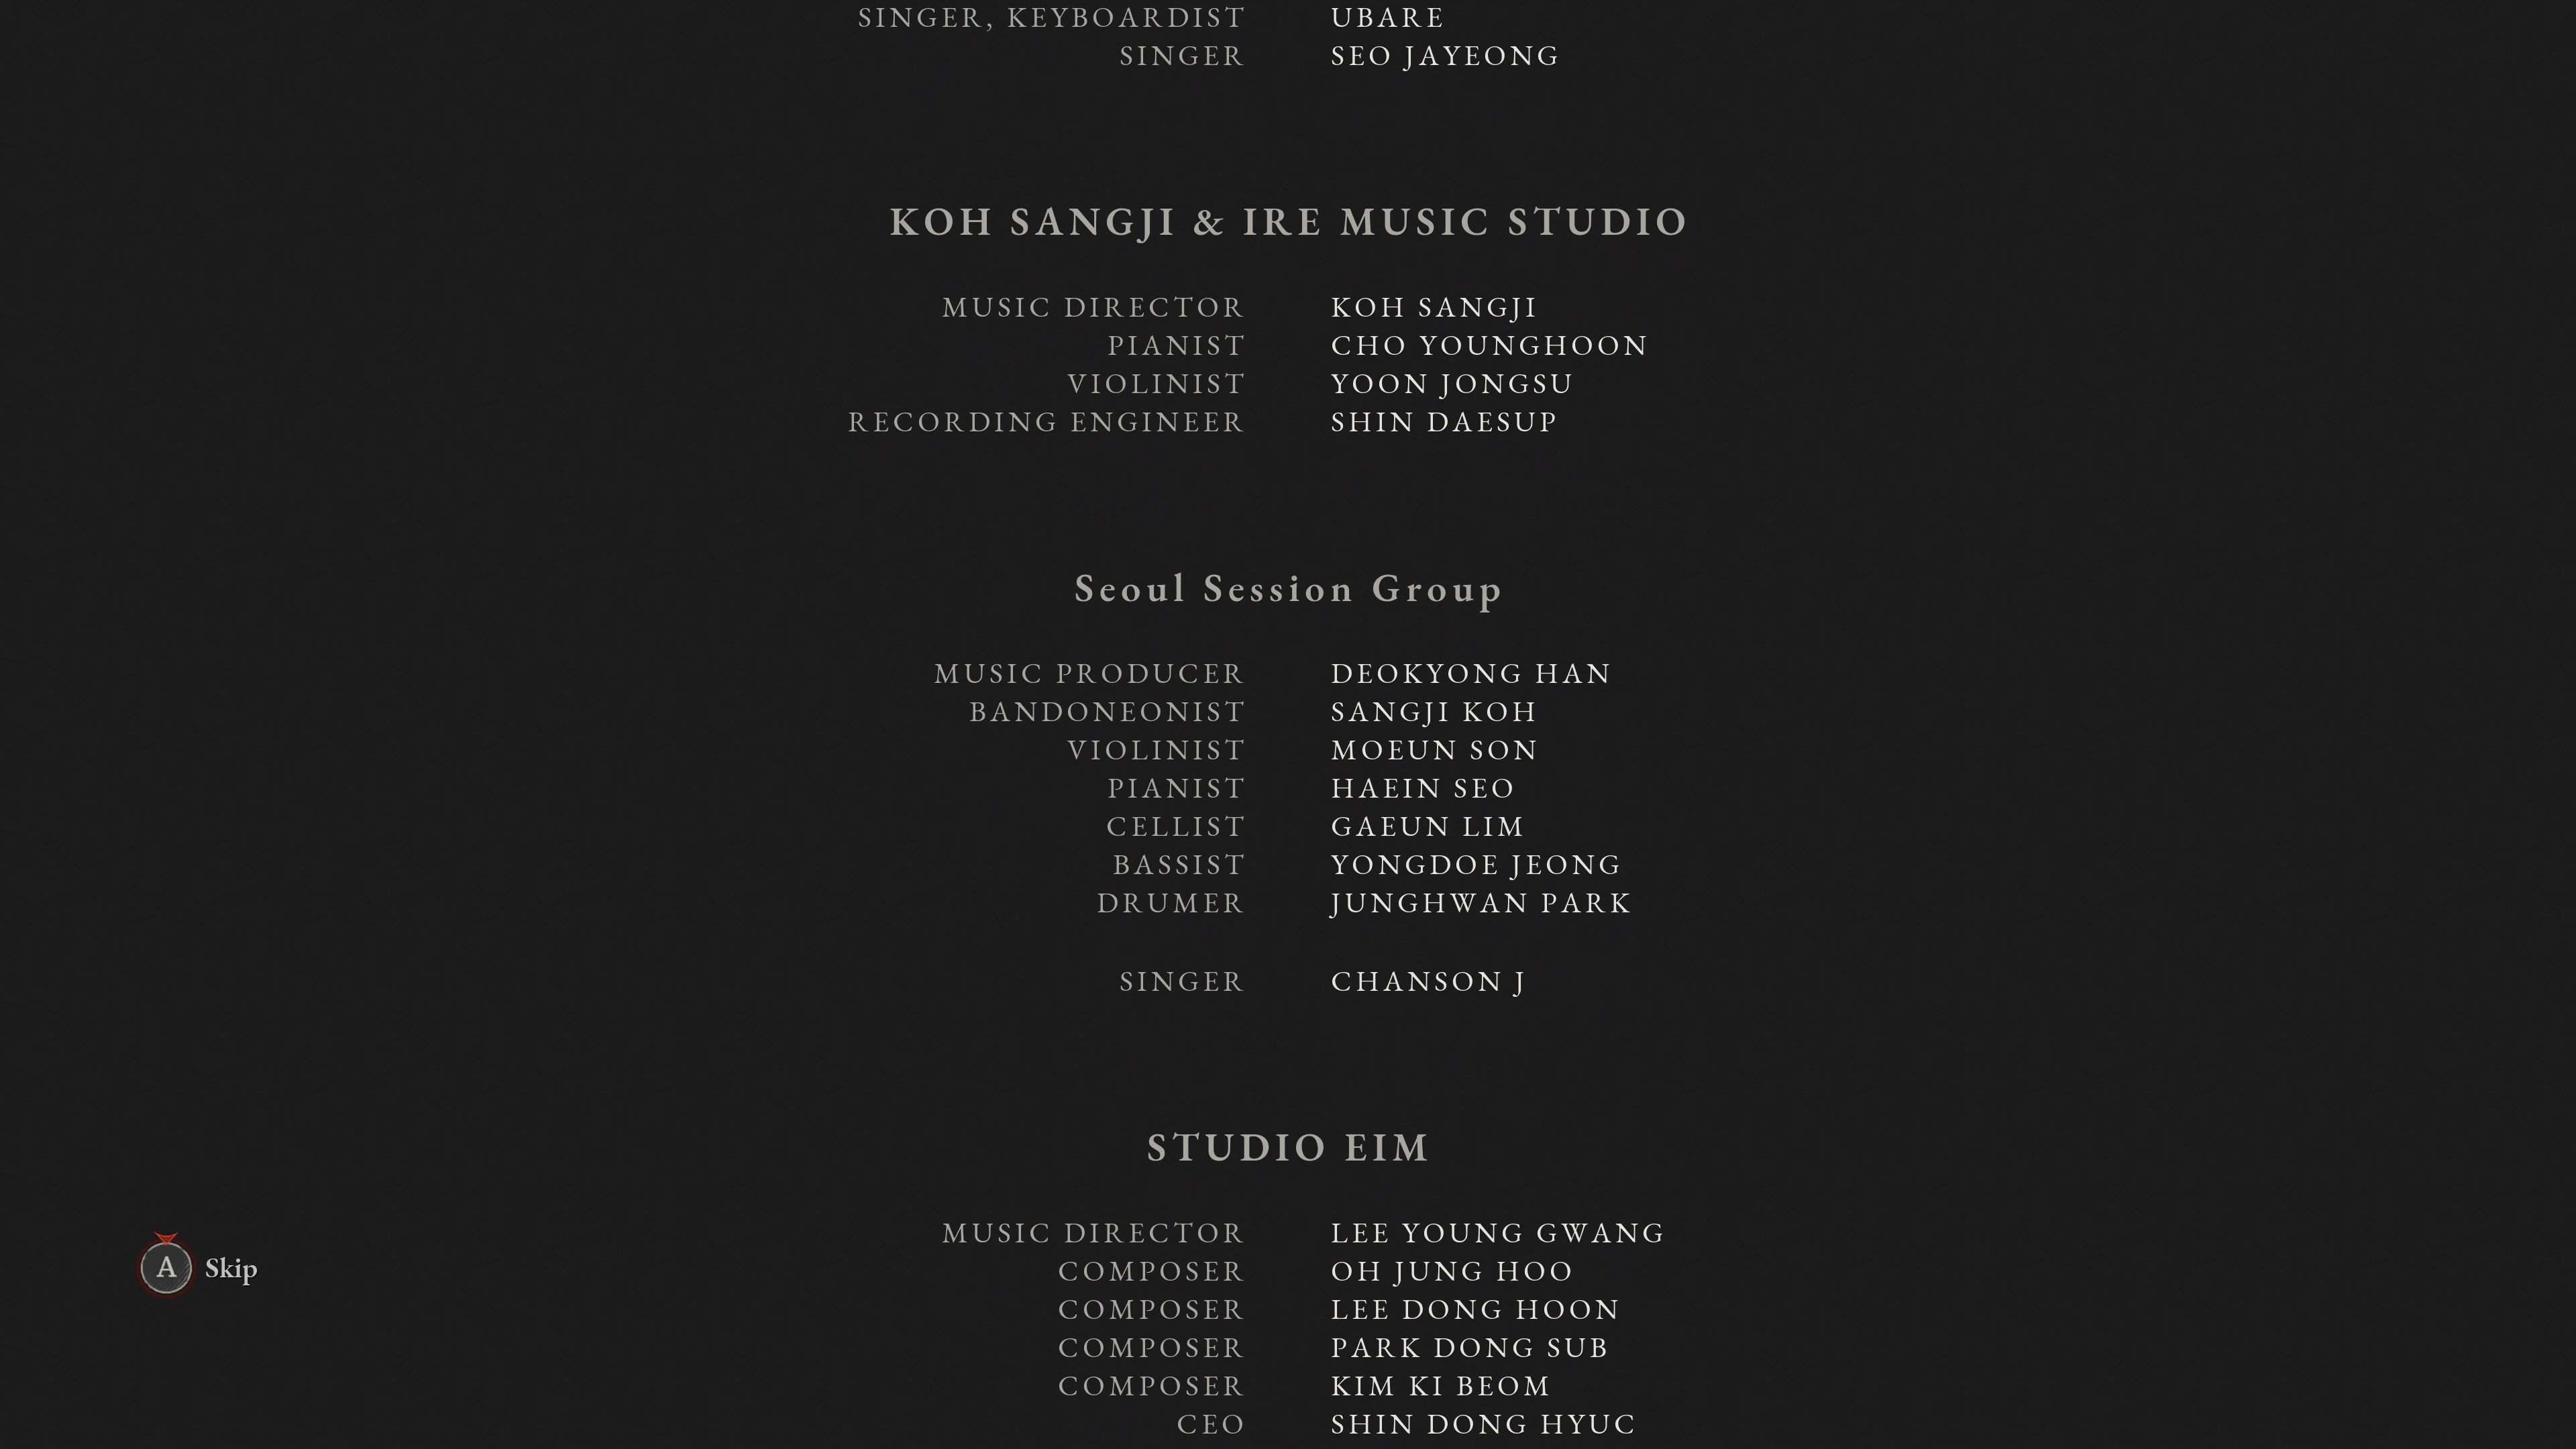 SINGER, KEYBOARDIST UBARE
SINGER SEO JAYEONG
KOH SANGJI & IRE MUSIC STUDIO
MUSIC DIRECTOR KOH SANGJI
PIANIST CHO YOUNGHOON
VIOLINIST YOON JONGSU
RECORDING ENGINEER SHIN DAESUP
Seoul Session Group
MUSIC PRODUCER DEOKYONG HAN
BANDONEONIST SANGJI KOH
VIOLINIST MOEUN SON
PIANIST HAEIN SEO
CELLIST GAEUN LIM
BASSIST YONGDOE JEONG
DRUMER JUNGHWAN PARK
SINGER CHANSON J
STUDIO EIM
MUSIC DIRECTOR LEE YOUNG GWANG
COMPOSER OH JUNG HOO
COMPOSER LEE DONG HOON
COMPOSER PARK DONG SUB
COMPOSER KIM KI BEOM
CEO SHIN DONG HYUC
A Skip